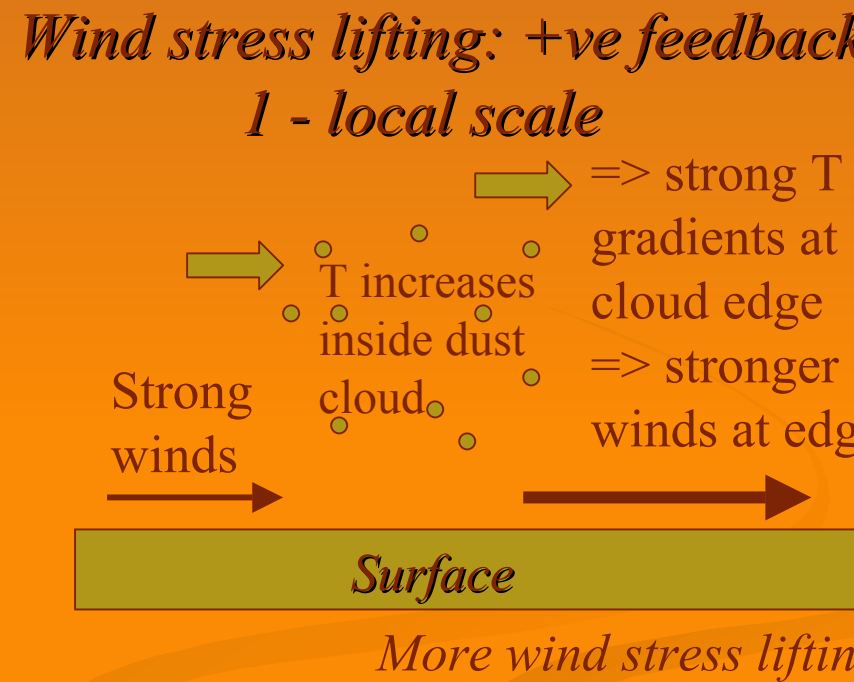 Wind stress lifting: +ve feedback
1 - local scale
=> strong T
gradients at
cloud edge
=> stronger
winds at edg
T increases
inside dust
cloud
Strong
winds
Surface
More wind stress liftin